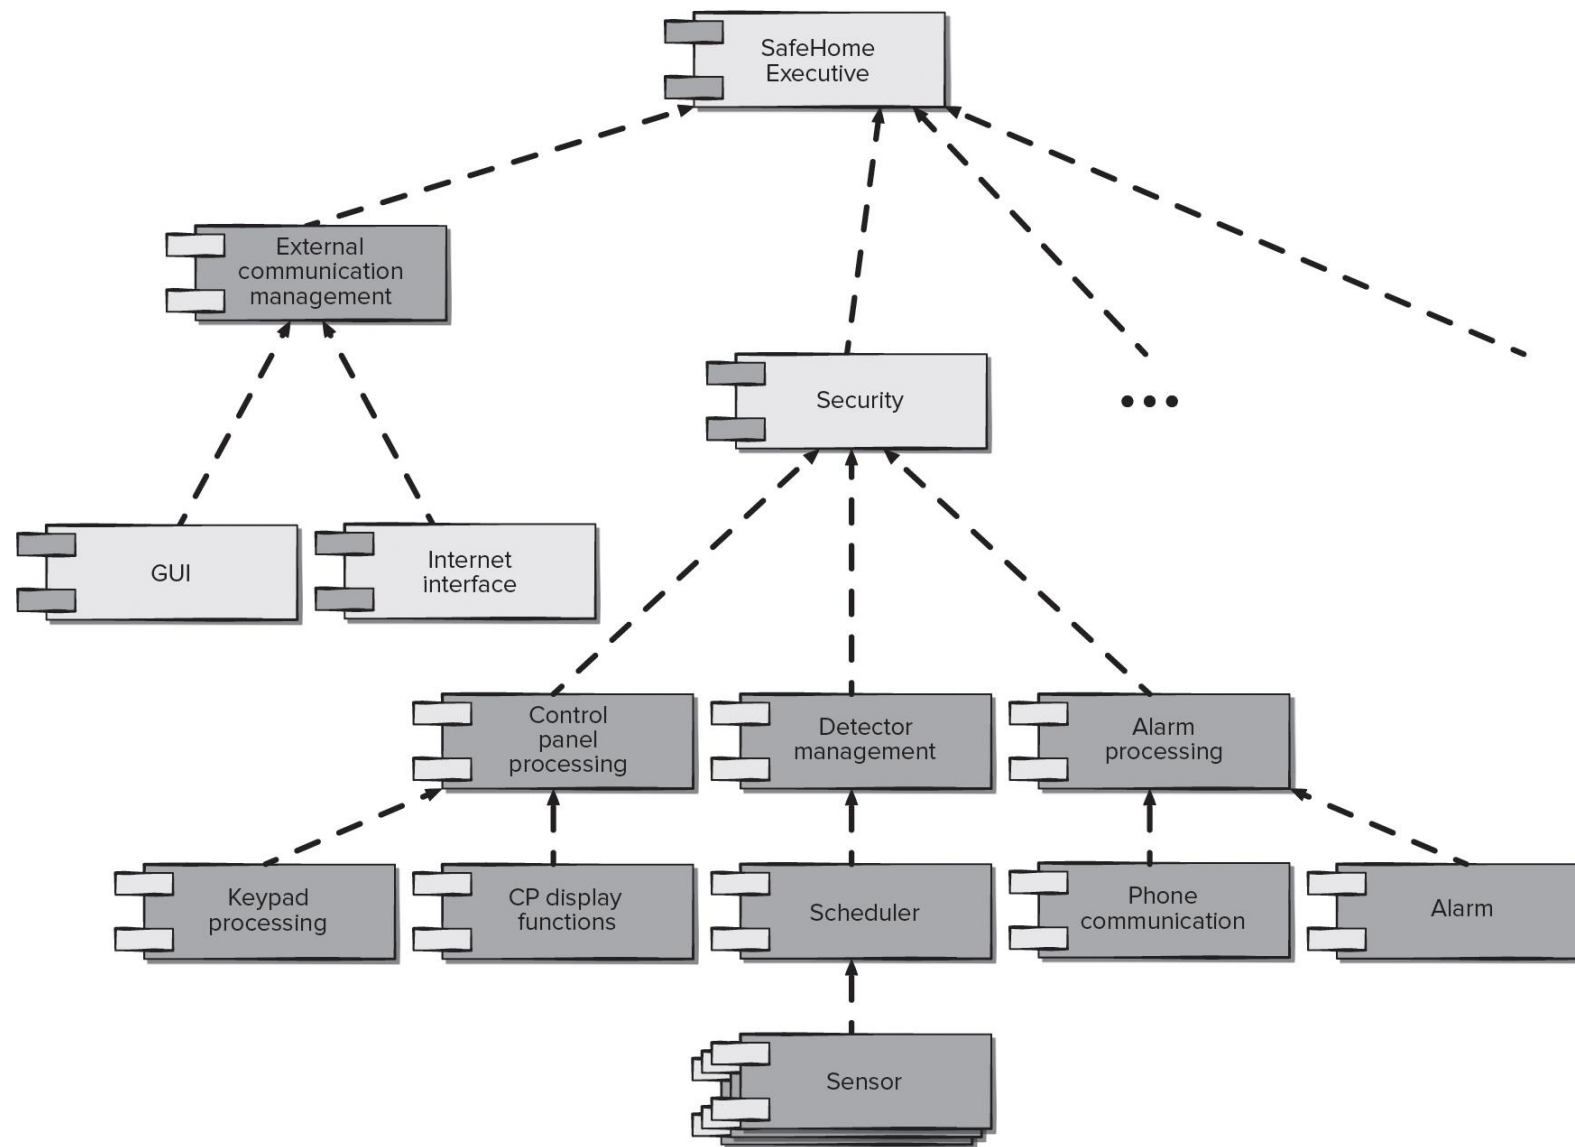 SafeHome
Executive
External
communication
management
Security
...
GUI
Internet
interface
Control
panel
processing
Detector
management
Alarm
processing
Keypad
processing
CP display
functions
Scheduler
Phone
communication
Alarm
Sensor